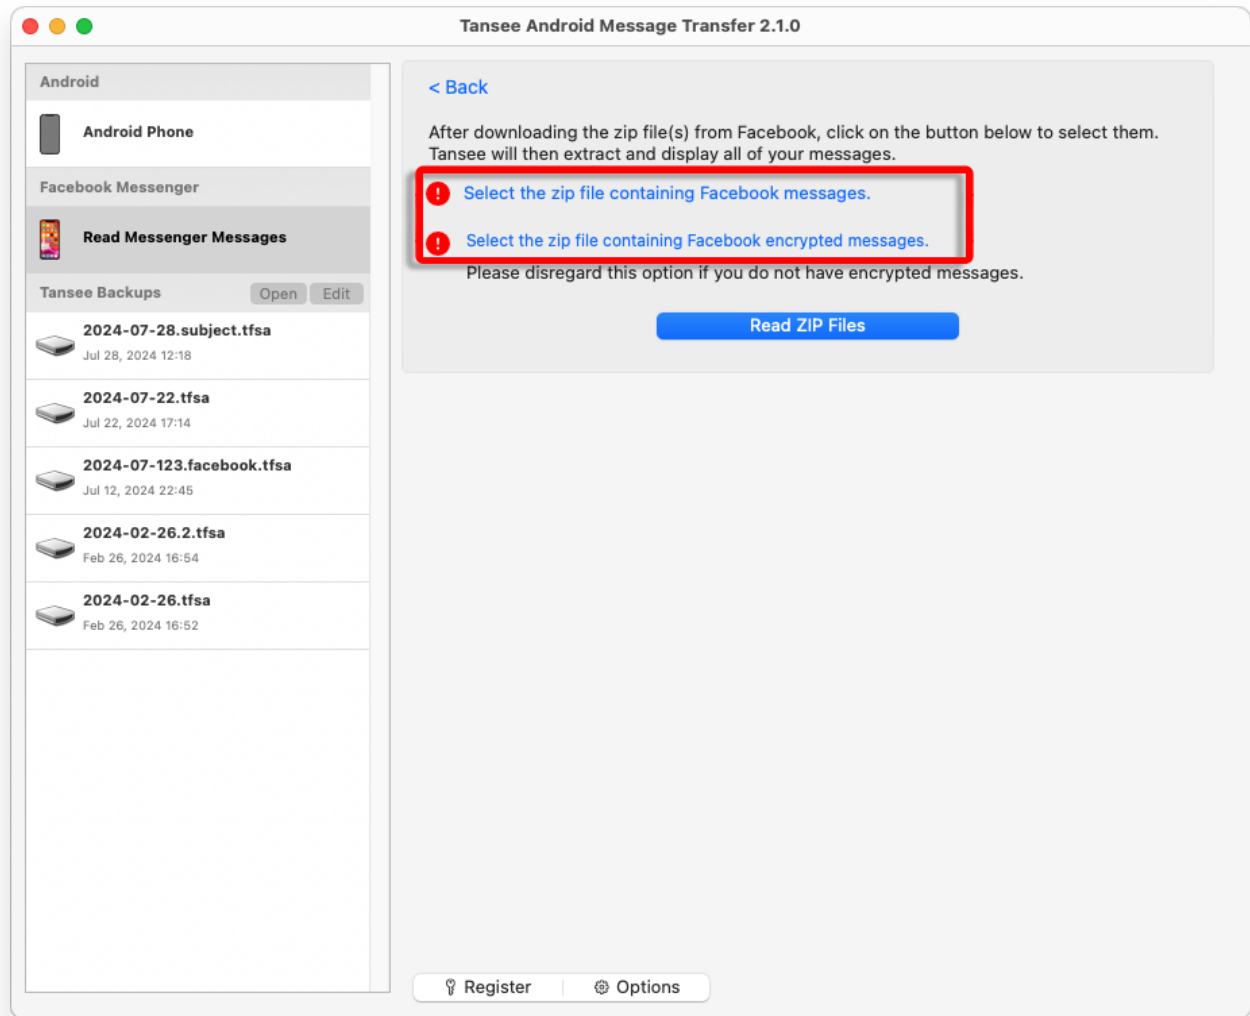 Tansee Android Message Transfer 2.1.0
Android
Android Phone
Facebook Messenger
Read Messenger Messages
Tansee Backups Open Edit
2024-07-28.subject.tfsa
Jul 28, 2024 12:18
2024-07-22.tfsa
Jul 22, 2024 17:14
2024-07-123.facebook.tfsa
Jul 12, 2024 22:45
2024-02-26.2.tfsa
Feb 26, 2024 16:54
2024-02-26.tfsa
Feb 26, 2024 16:52
< Back
After downloading the zip file(s) from Facebook, click on the button below to select them.
Tansee will then extract and display all of your messages.
! Select the zip file containing Facebook messages.
! Select the zip file containing Facebook encrypted messages.
Please disregard this option if you do not have encrypted messages.
Read ZIP Files
Register Options